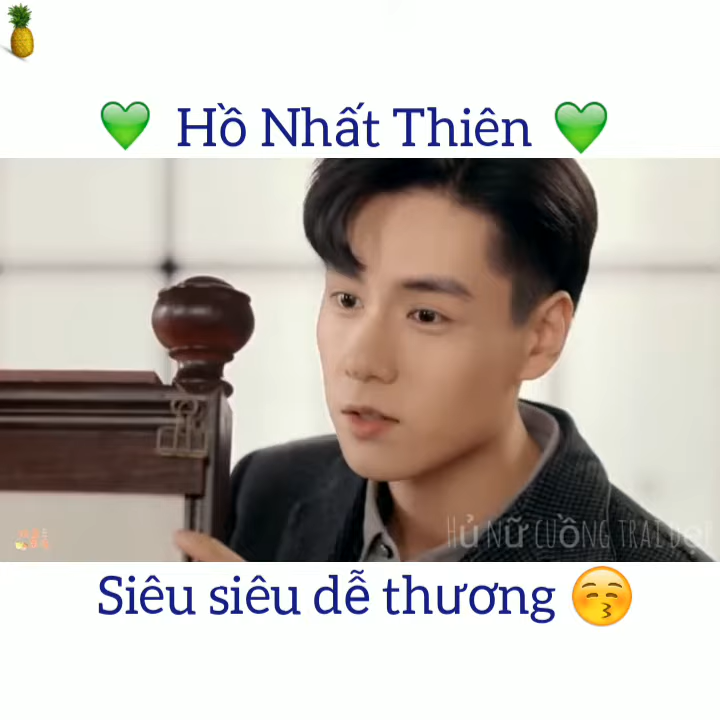 💚 Hồ Nhất Thiên 💚
Hủ Nữ CUỒNG TRAI ĐẸP
Siêu siêu dễ thương 😚